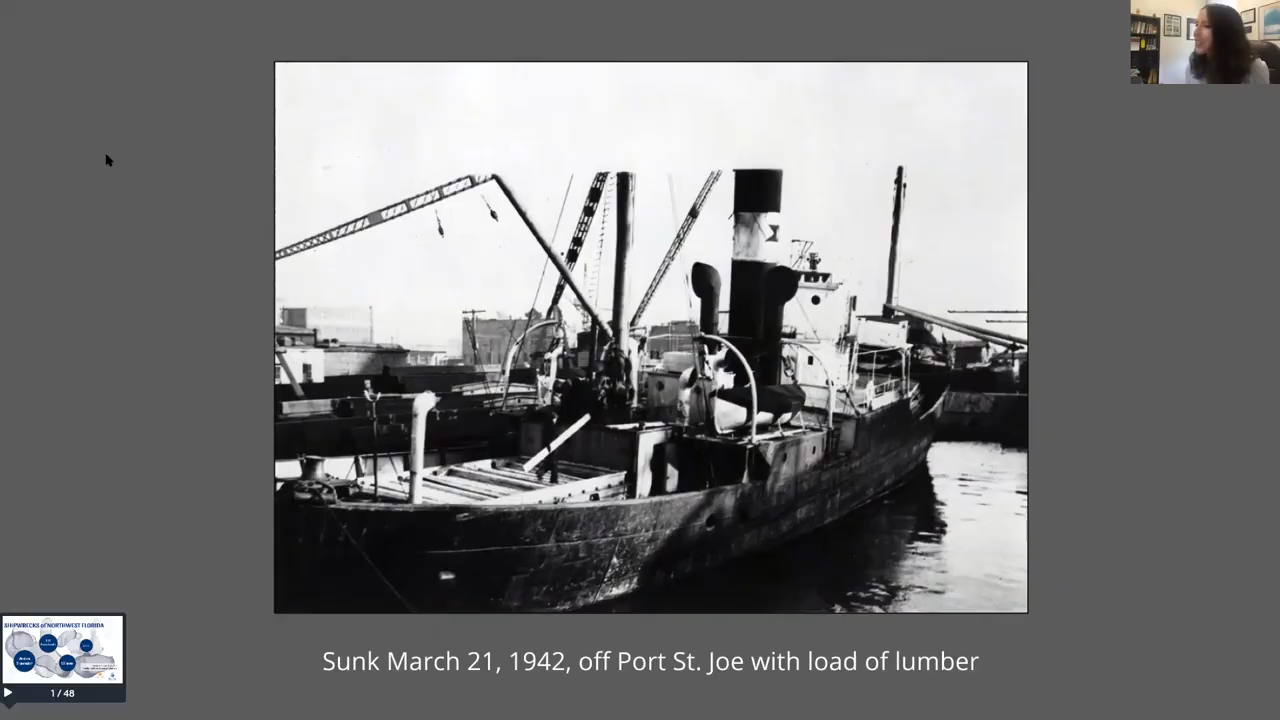 Sunk March 21, 1942, off Port St. Joe with load of lumber
SHIPWRECKS of NORTHWEST FLORIDA
1 / 48